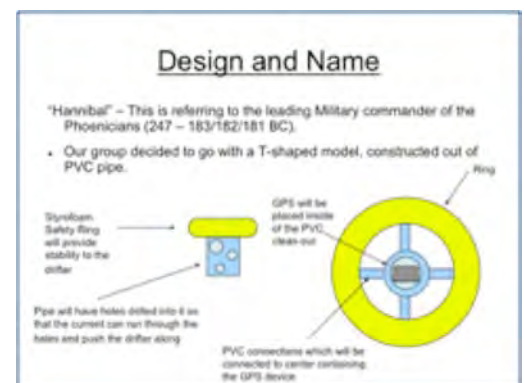 Design and Name
"Hannibal" – This is referring to the leading Military commander of the
Phoenicians (247 – 183/182/181 BC).
• Our group decided to go with a T-shaped model, constructed out of
PVC pipe.
Ring
Styrofoam
Safety Ring
will provide
stability to the
drifter
GPS will be
placed inside
of the PVC
clean out
Pipe will have holes drilled into it so
that the current can run through the
holes and push the drifter along
PVC connections which will be
connected to center containing
the GPS device